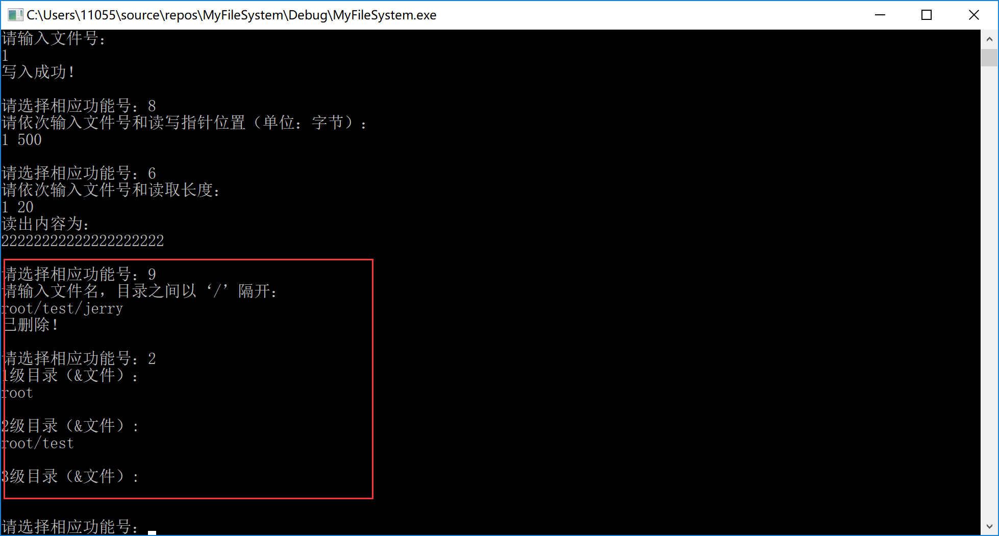 C:\Users\11055\source\repos\MyFileSystem\Debug\MyFileSystem.exe
请输入文件号：
1
写入成功！
请选择相应功能号：8
请依次输入文件号和读写指针位置（单位：字节）：
1 500
请选择相应功能号：6
请依次输入文件号和读取长度：
1 20
读出内容为：
22222222222222222222
请选择相应功能号：9
请输入文件名，目录之间以‘/’隔开：
root/test/jerry
已删除！
请选择相应功能号：2
1级目录（&文件）：
root
2级目录（&文件）:
root/test
3级目录（&文件）:
请选择相应功能号：